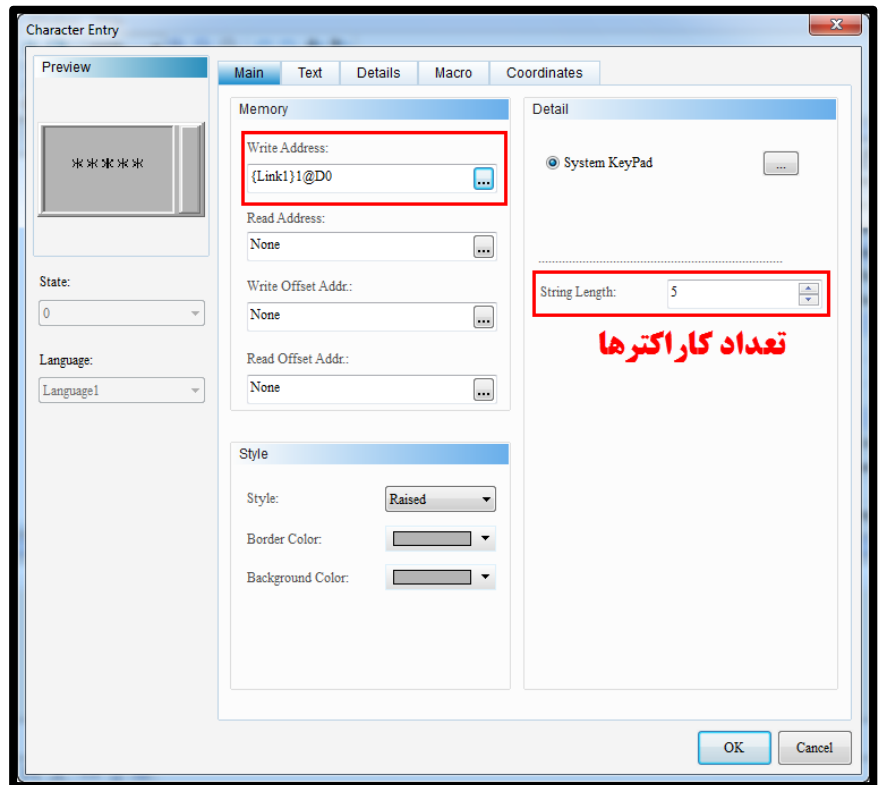 Character Entry
Preview
*****
State:
0
Language:
Language1
Main Text Details Macro Coordinates
Memory
Write Address:
{Link1}1@D0
...
Read Address:
None
...
Write Offset Addr.:
None
...
Read Offset Addr.:
None
...
Style
Style: Raised
Border Color:
Background Color:
Detail
System KeyPad ...
String Length: 5
تعداد کاراکترها
OK Cancel